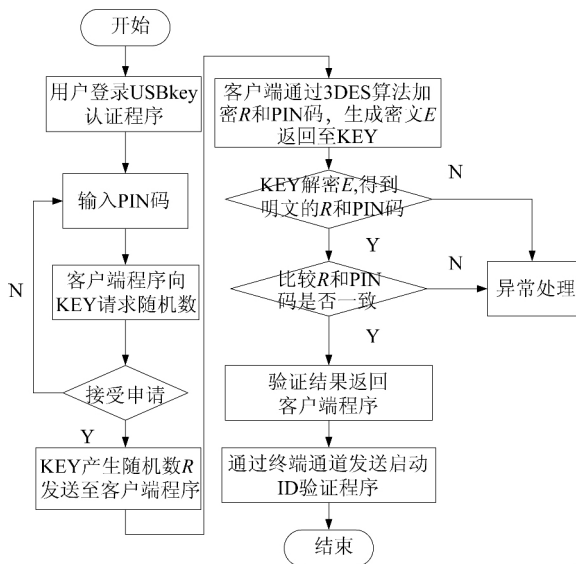 开始
用户登录USBkey
认证程序
输入PIN码
客户端程序向
KEY请求随机数
N
接受申请
Y
KEY产生随机数R
发送至客户端程序
客户端通过3DES算法加
密R和PIN码，生成密文E
返回至KEY
KEY解密E,得到
明文的R和PIN码
N
Y
比较R和PIN
码是否一致
N
异常处理
Y
验证结果返回
客户端程序
通过终端通道发送启动
ID验证程序
结束